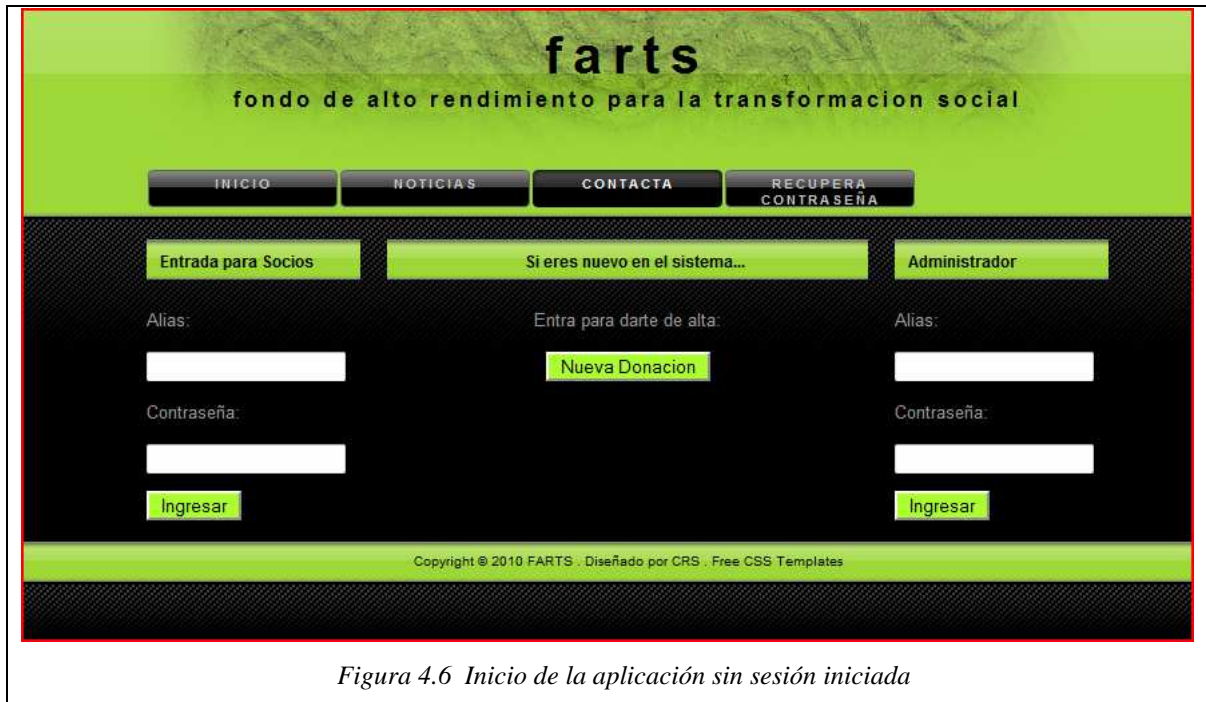 farts
fondo de alto rendimiento para la transformacion social
INICIO
NOTICIAS
CONTACTA
RECUPERA
CONTRASEÑA
Entrada para Socios
Alias:
Contraseña:
Ingresar
Si eres nuevo en el sistema...
Entra para darte de alta:
Nueva Donacion
Administrador
Alias:
Contraseña:
Ingresar
Copyright © 2010 FARTS . Diseñado por CRS . Free CSS Templates
Figura 4.6 Inicio de la aplicación sin sesión iniciada